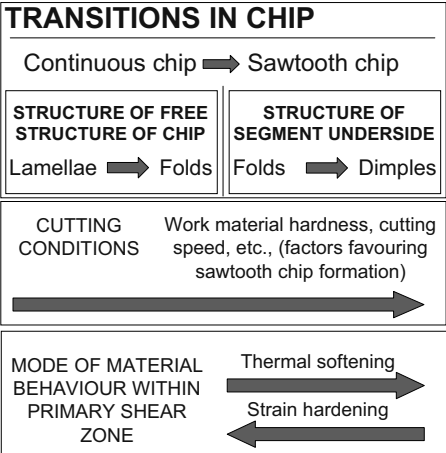 TRANSITIONS IN CHIP
Continuous chip Sawtooth chip
STRUCTURE OF FREE
STRUCTURE OF CHIP
Lamellae Folds
STRUCTURE OF
SEGMENT UNDERSIDE
Folds Dimples
CUTTING
CONDITIONS
Work material hardness, cutting
speed, etc., (factors favouring
sawtooth chip formation)
MODE OF MATERIAL
BEHAVIOUR WITHIN
PRIMARY SHEAR
ZONE
Thermal softening
Strain hardening